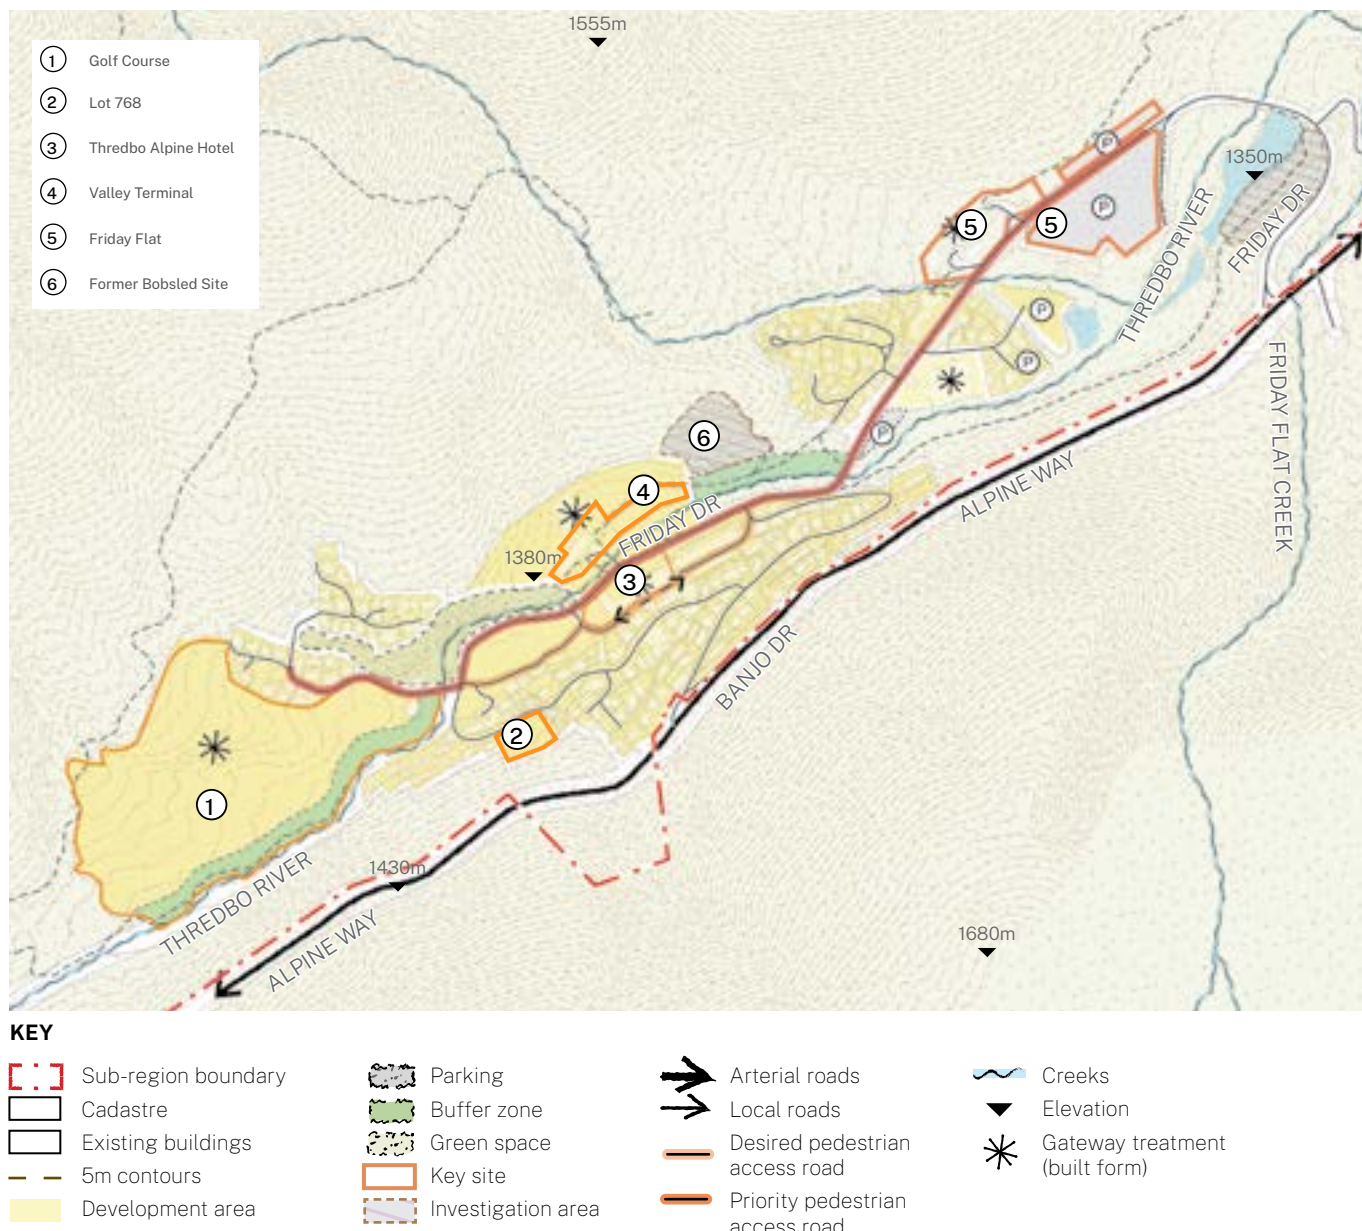 1555m
1 Golf Course
2 Lot 768
3 Thredbo Alpine Hotel
4 Valley Terminal
5 Friday Flat
6 Former Bobsled Site
P
1350m
P
5
5
THREDBO RIVER
FRIDAY DR
P
P
FRIDAY FLAT CREEK
6
P
4
ALPINE WAY
FRIDAY DR
1380m
3
BANJO DR
2
1
1430m
THREDBO RIVER
ALPINE WAY
1680m
KEY
Sub-region boundary
Cadastre
Existing buildings
5m contours
Development area
Parking
Buffer zone
Green space
Key site
Investigation area
Arterial roads
Local roads
Desired pedestrian
access road
Priority pedestrian
access road
Creeks
Elevation
Gateway treatment
(built form)